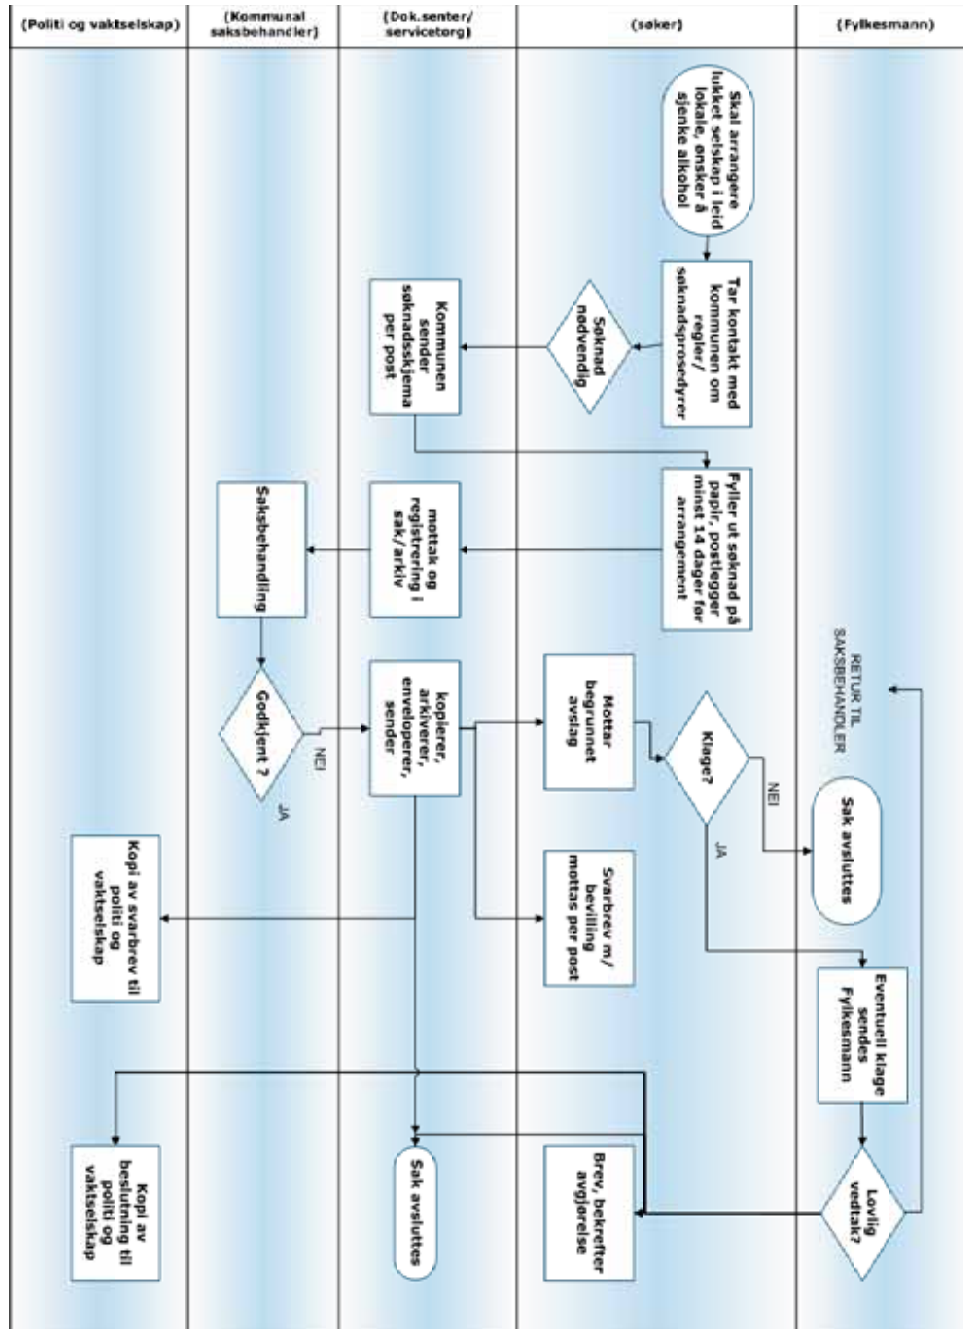 (Politi og vaktselskap)
(Kommunal
saksbehandler)
(Dok.senter/
servicetorg)
(søker)
(Fylkesmann)
Skal arrangere
lukket selskap i leid
lokale, ønsker å
sjenke alkohol
Tar kontakt med
kommunen om
regler/
søknadsprosedyrer
Søknad
nødvendig
Kommunen
sender
søknadsskjema
per post
Fyller ut søknad på
papir, postlegger
minst 14 dager før
arrangement
mottak og
registrering i
sak/arkiv
Saksbehandling
Godkjent ?
NEI
JA
kopierer,
arkiverer,
enveloperer,
sender
Mottar
begrunnet
avslag
Klage?
NEI
JA
RETUR TIL
SAKSBEHANDLER
Sak avsluttes
Svarbrev m/
bevilling
mottas per post
Kopi av svarbrev til
politi og
vaktselskap
Eventuell klage
sendes
Fylkesmann
Lovlig
vedtak?
Brev, bekrefter
avgjørelse
Sak avsluttes
Kopi av
beslutning til
politi og
vaktselskap